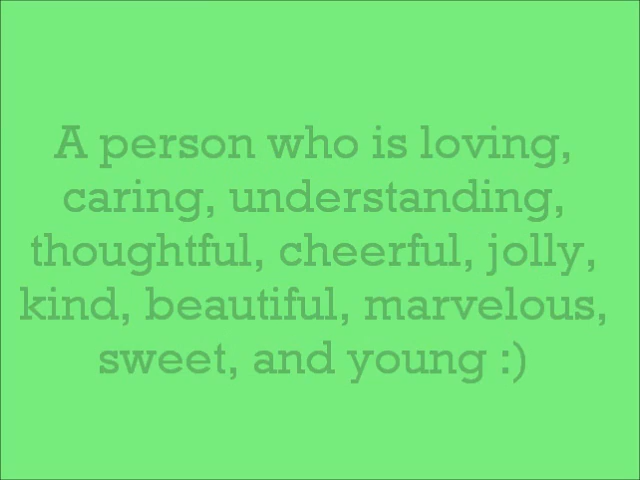 A person who is loving,
caring, understanding,
thoughtful, cheerful, jolly,
kind, beautiful, marvelous,
sweet, and young :)